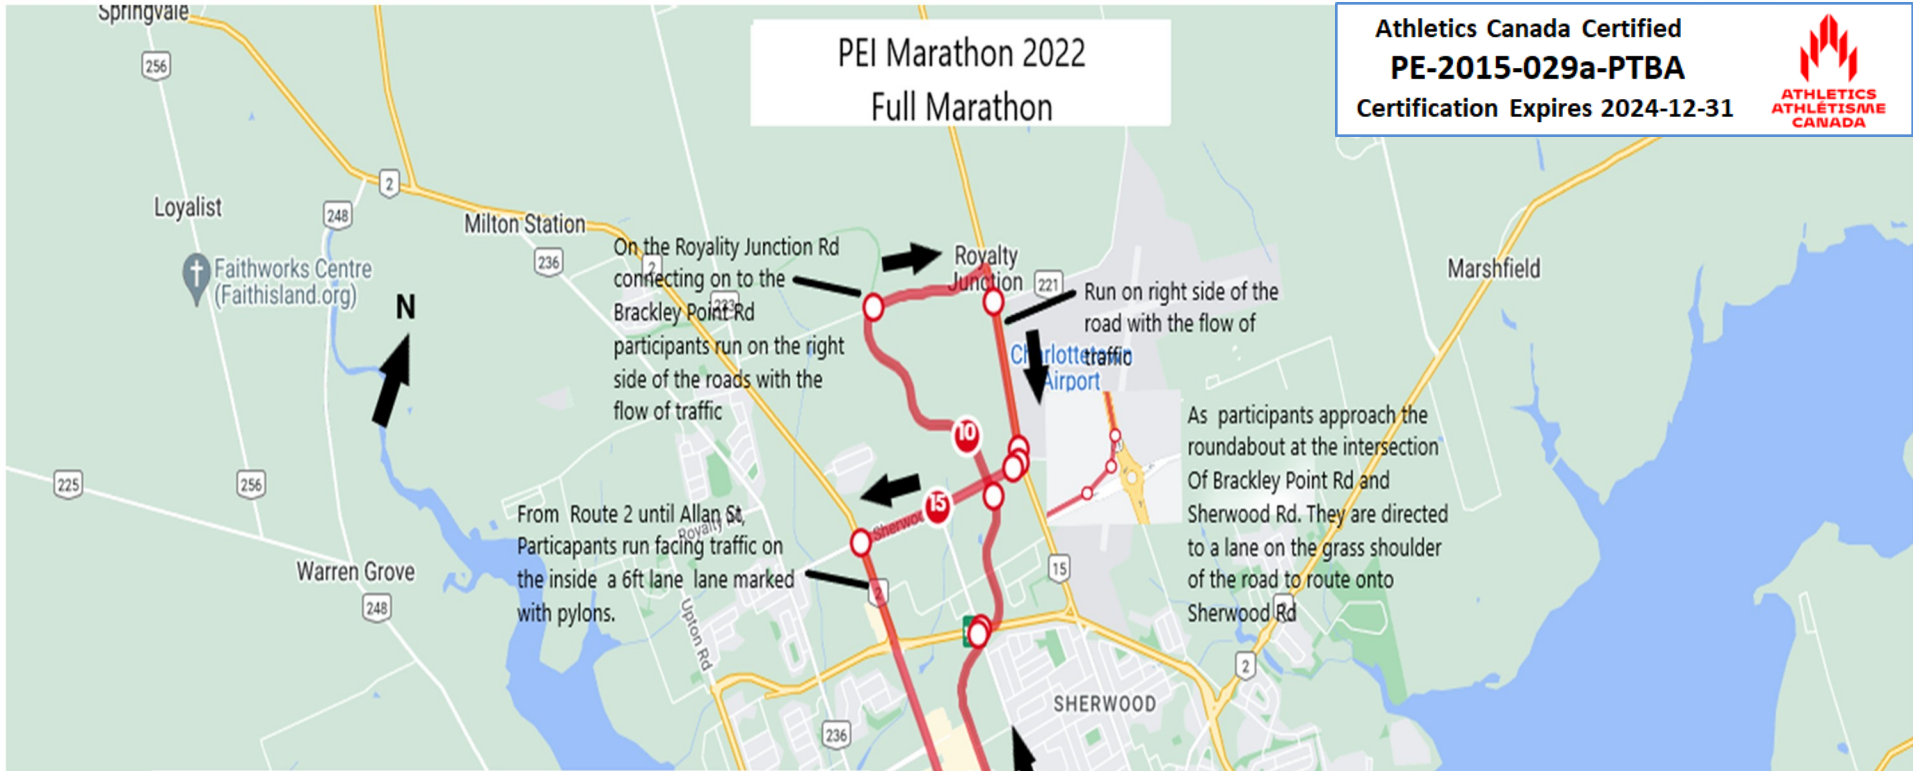 Springvale
PEI Marathon 2022
Full Marathon
Athletics Canada Certified
PE-2015-029a-PTBA
Certification Expires 2024-12-31
ATHLETICS
ATHLÉTISME
CANADA
256
2
Loyalist
248
Milton Station
236
Faithworks Centre
(Faithisland.org)
N
On the Royality Junction Rd
connecting on to the
Brackley Point Rd
participants run on the right
side of the roads with the
flow of traffic
2
223
Royalty
Junction
221
Run on right side of the
road with the flow of
traffic
Charlottetown
Airport
Marshfield
As participants approach the
roundabout at the intersection
Of Brackley Point Rd and
Sherwood Rd. They are directed
to a lane on the grass shoulder
of the road to route onto
Sherwood Rd
10
15
225
256
From Route 2 until Allan St,
Particapants run facing traffic on
the inside a 6ft lane lane marked
with pylons.
Royalty
Sherwoo
Warren Grove
248
2
15
Upton Rd
2
236
SHERWOOD